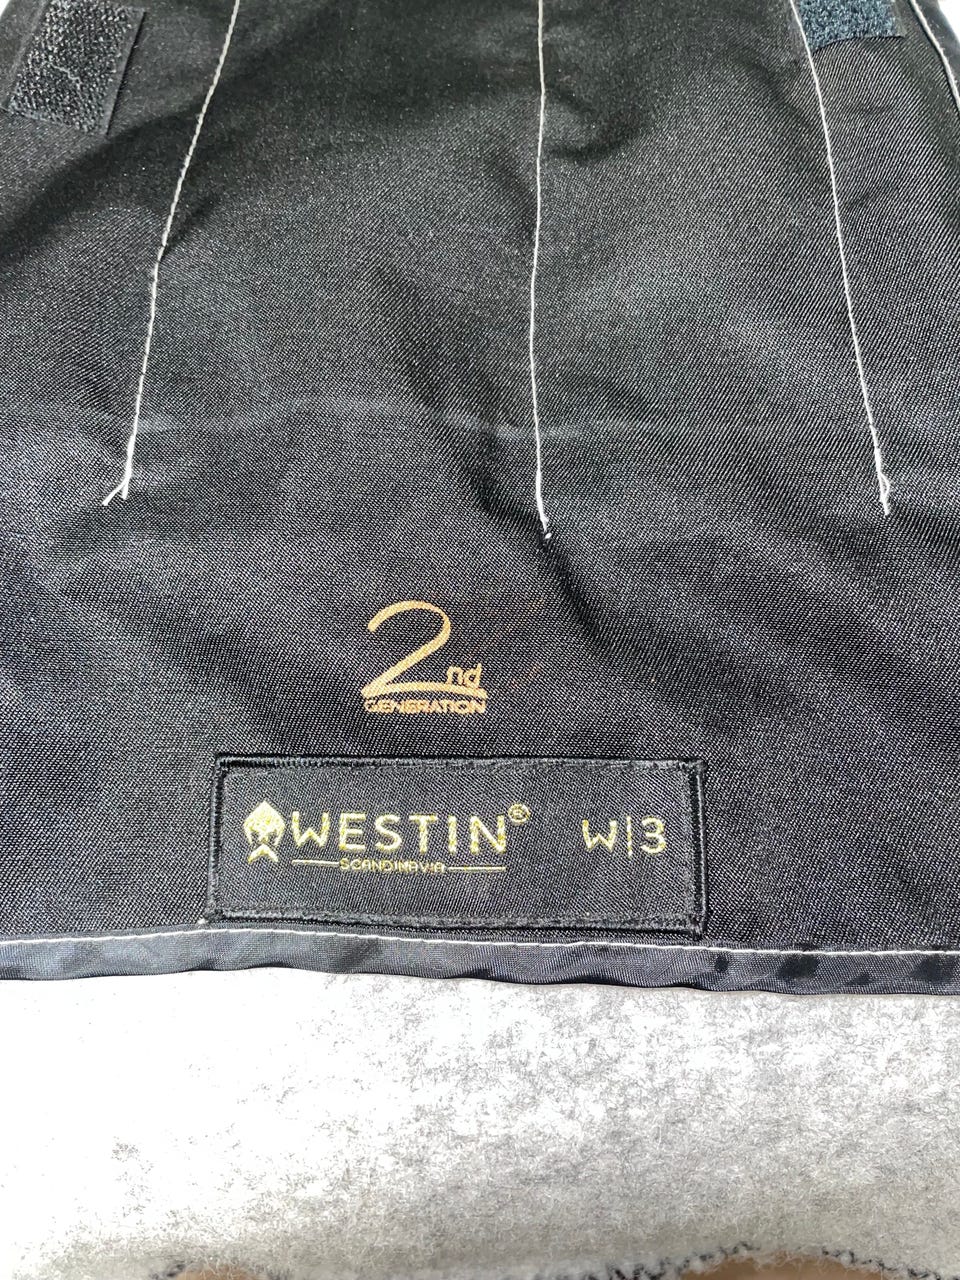 2nd
GENERATION
WESTIN® W|3
SCANDINAVIA